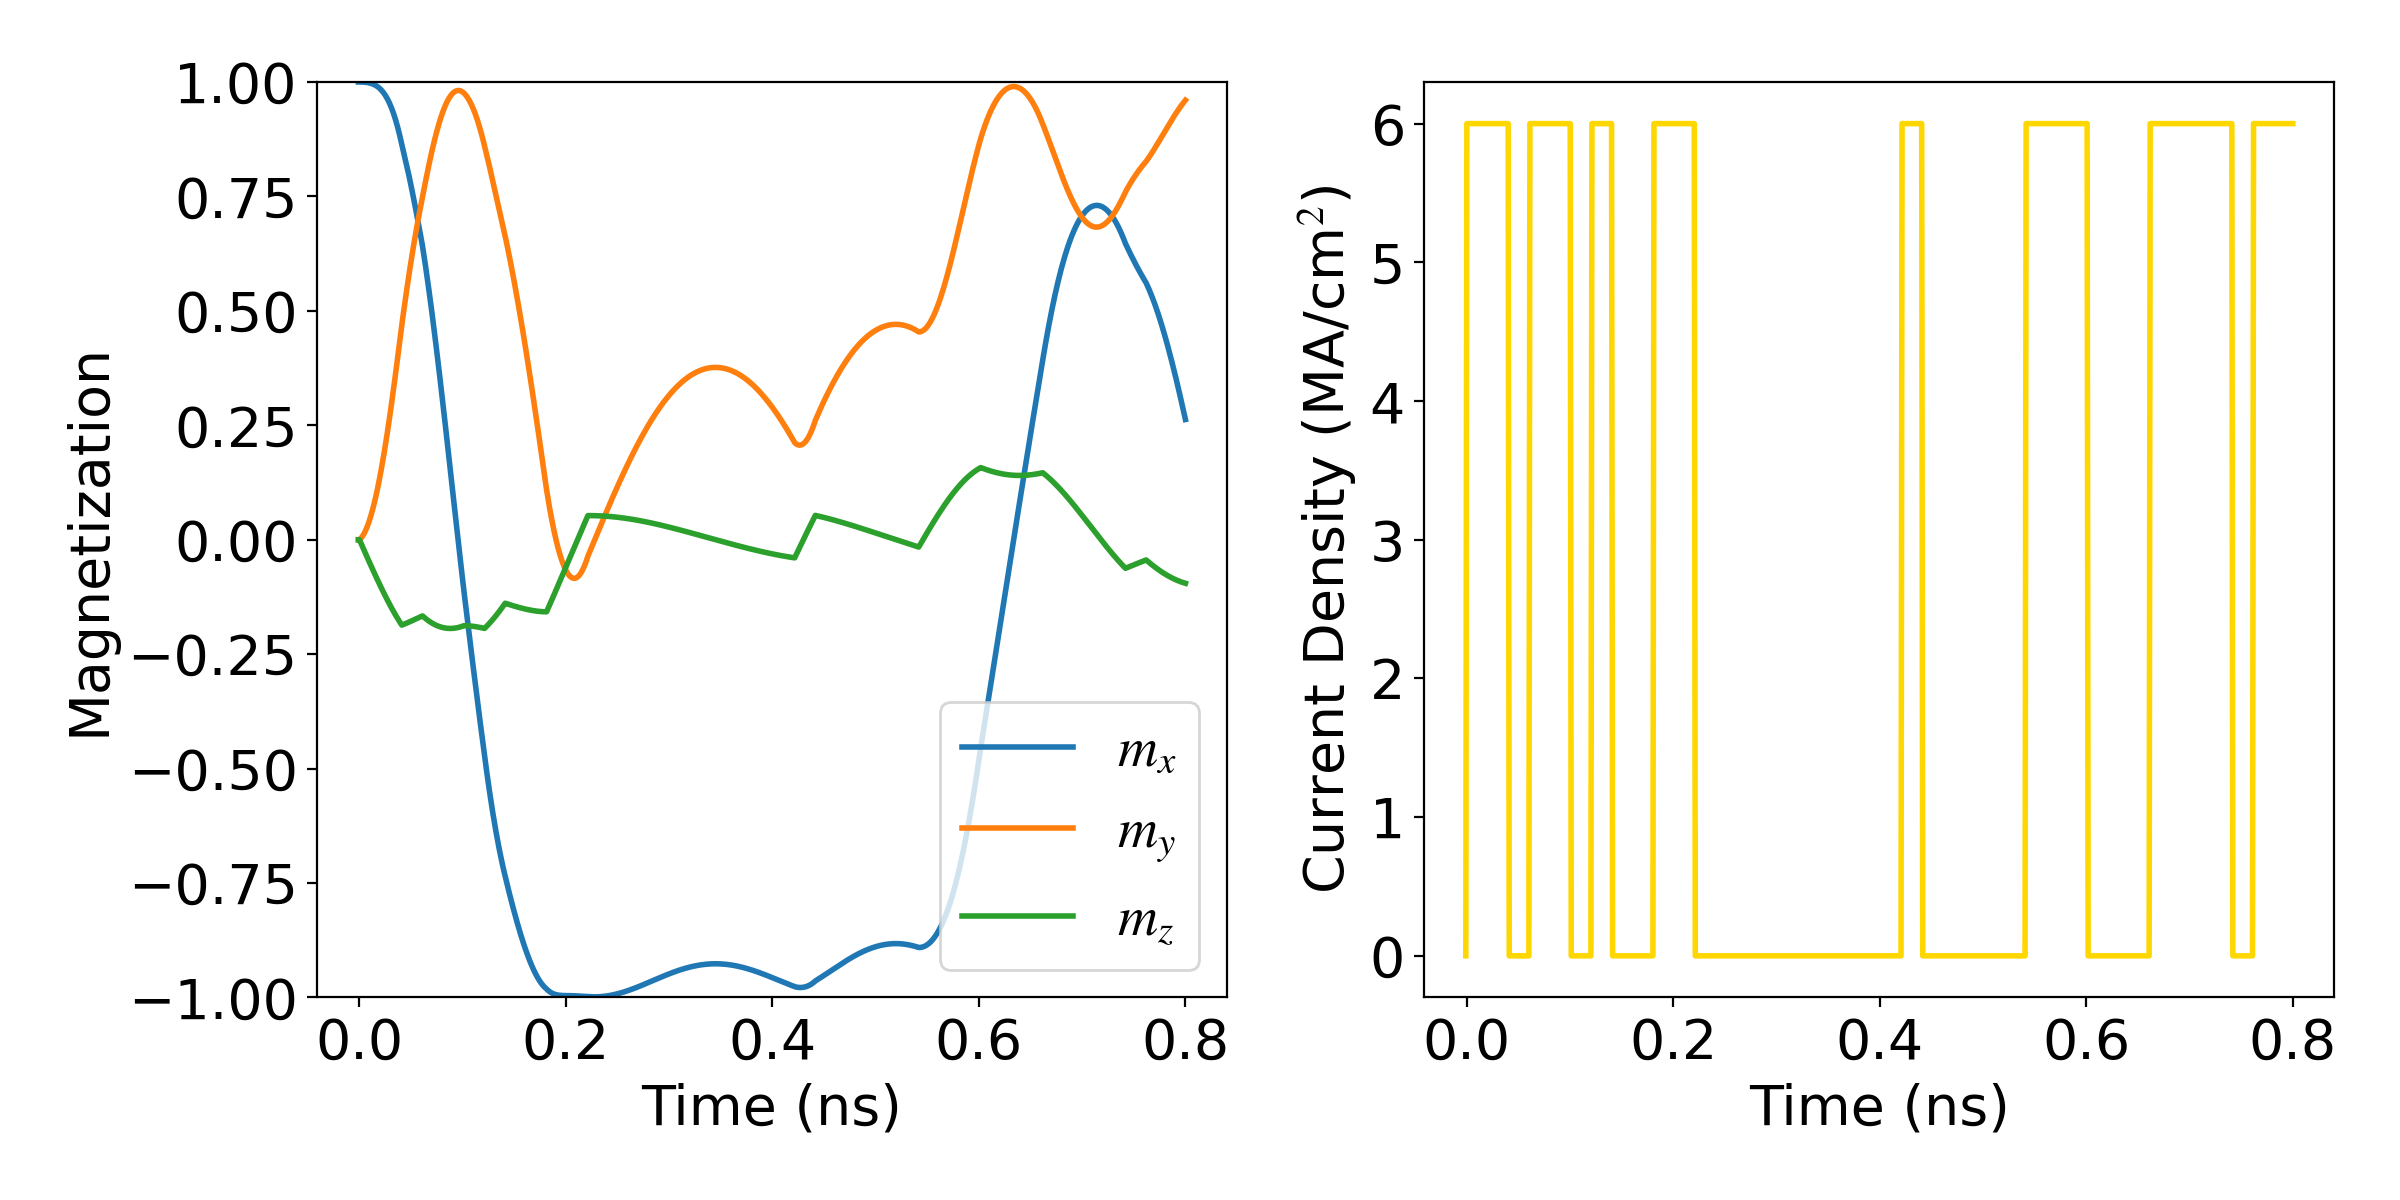 Magnetization
1.00
0.75
0.50
0.25
0.00
−0.25
−0.50
−0.75
−1.00
0.0 0.2 0.4 0.6 0.8
Time (ns)
mₓ
m_y
m_z
Current Density (MA/cm²)
6
5
4
3
2
1
0
0.0 0.2 0.4 0.6 0.8
Time (ns)